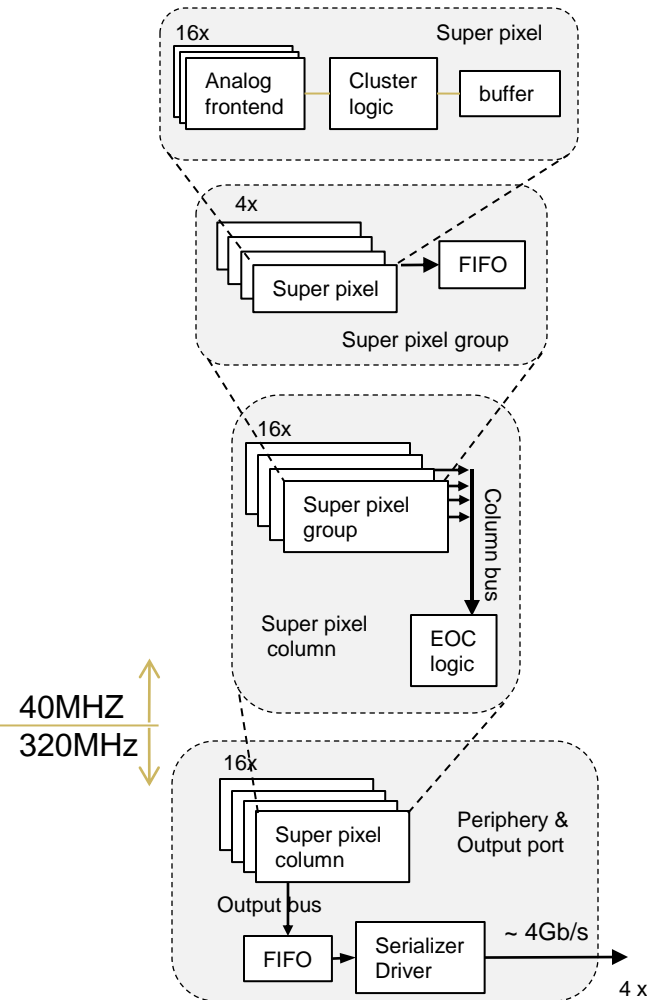 16x
Super pixel
Analog
frontend
Cluster
logic
buffer
4x
Super pixel
FIFO
Super pixel group
16x
Super pixel
group
Column bus
Super pixel
column
EOC
logic
40MHZ
320MHz
16x
Super pixel
column
Periphery &
Output port
Output bus
FIFO
Serializer
Driver
~ 4Gb/s
4 x